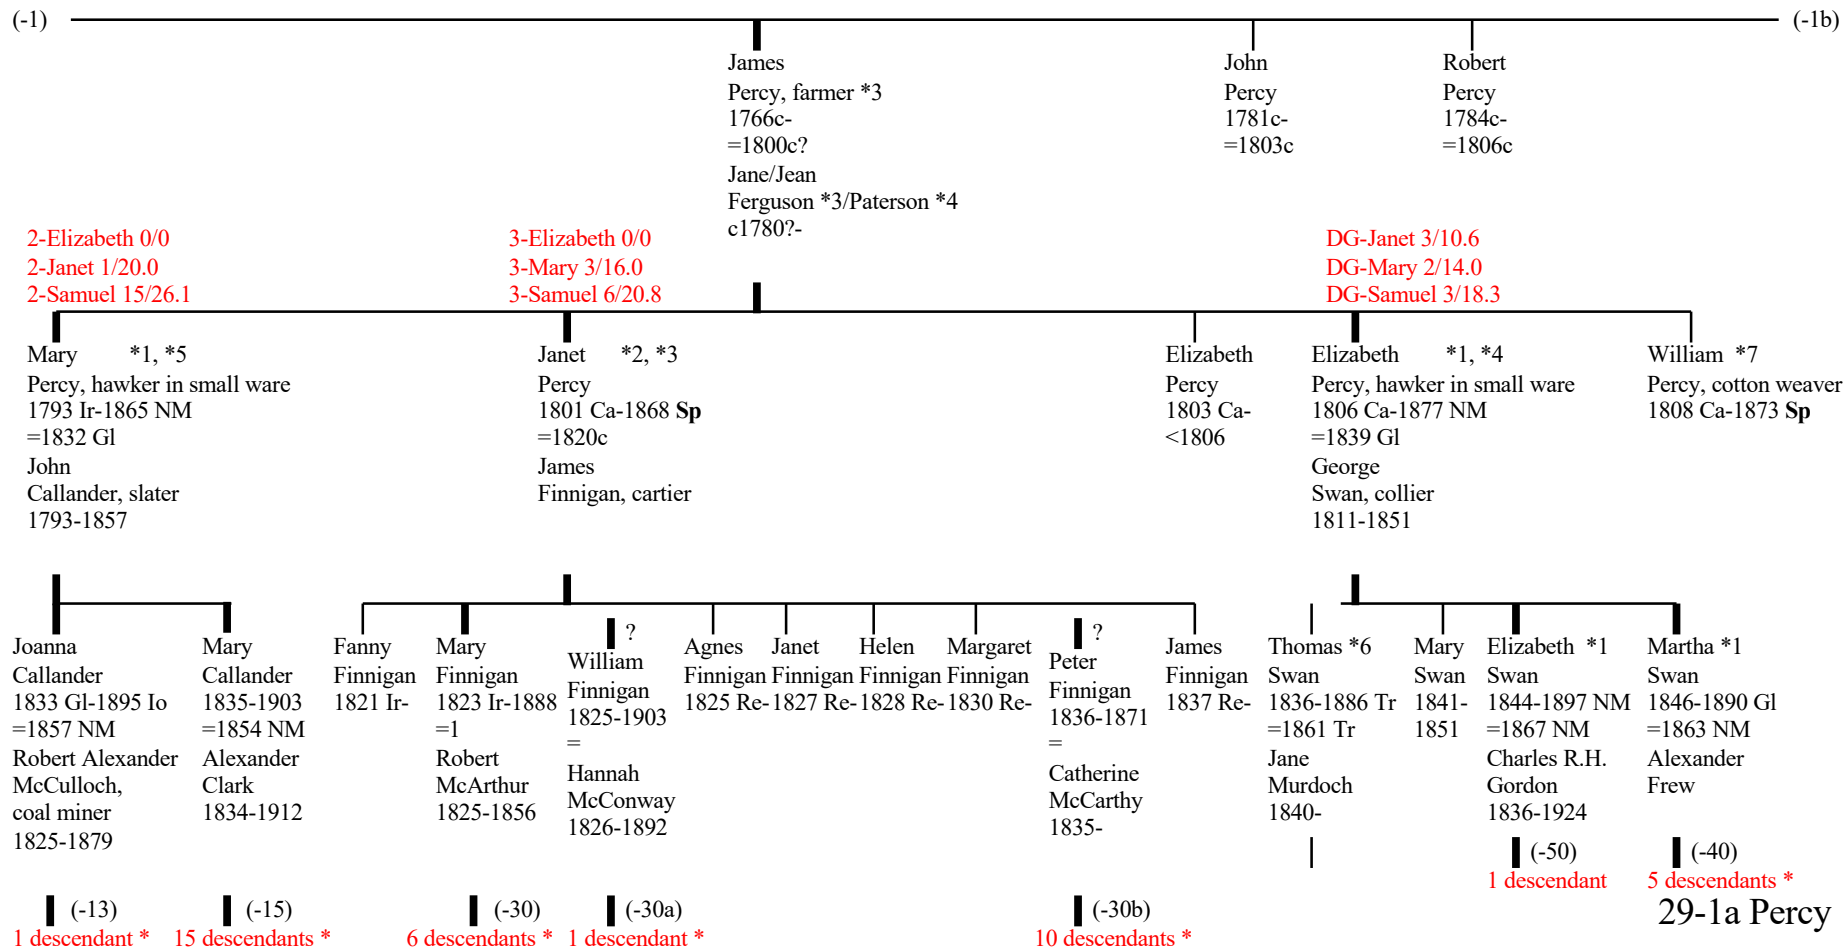 (-1)
(-1b)
James
Percy, farmer *3
1766c-
=1800c?
Jane/Jean
Ferguson *3/Paterson *4
c1780?-
John
Percy
1781c-
=1803c
Robert
Percy
1784c-
=1806c
2-Elizabeth 0/0
2-Janet 1/20.0
2-Samuel 15/26.1
3-Elizabeth 0/0
3-Mary 3/16.0
3-Samuel 6/20.8
DG-Janet 3/10.6
DG-Mary 2/14.0
DG-Samuel 3/18.3
Mary *1, *5
Percy, hawker in small ware
1793 Ir-1865 NM
=1832 Gl
John
Callander, slater
1793-1857
Janet *2, *3
Percy
1801 Ca-1868 Sp
=1820c
James
Finnigan, cartier
Elizabeth
Percy
1803 Ca-
<1806
Elizabeth *1, *4
Percy, hawker in small ware
1806 Ca-1877 NM
=1839 Gl
George
Swan, collier
1811-1851
William *7
Percy, cotton weaver
1808 Ca-1873 Sp
Joanna
Callander
1833 Gl-1895 Io
=1857 NM
Robert Alexander
McCulloch,
coal miner
1825-1879
Mary
Callander
1835-1903
=1854 NM
Alexander
Clark
1834-1912
Fanny
Finnigan
1821 Ir-
Mary
Finnigan
1823 Ir-1888
=1
Robert
McArthur
1825-1856
?
William
Finnigan
1825-1903
=
Hannah
McConway
1826-1892
Agnes
Finnigan
1825 Re-
Janet
Finnigan
1827 Re-
Helen
Finnigan
1828 Re-
Margaret
Finnigan
1830 Re-
?
Peter
Finnigan
1836-1871
=
Catherine
McCarthy
1835-
James
Finnigan
1837 Re-
Thomas *6
Swan
1836-1886 Tr
=1861 Tr
Jane
Murdoch
1840-
Mary
Swan
1841-
1851
Elizabeth *1
Swan
1844-1897 NM
=1867 NM
Charles R.H.
Gordon
1836-1924
Martha *1
Swan
1846-1890 Gl
=1863 NM
Alexander
Frew
(-50)
1 descendant
(-40)
5 descendants *
(-13)
1 descendant *
(-15)
15 descendants *
(-30)
6 descendants *
(-30a)
1 descendant *
(-30b)
10 descendants *
29-1a Percy